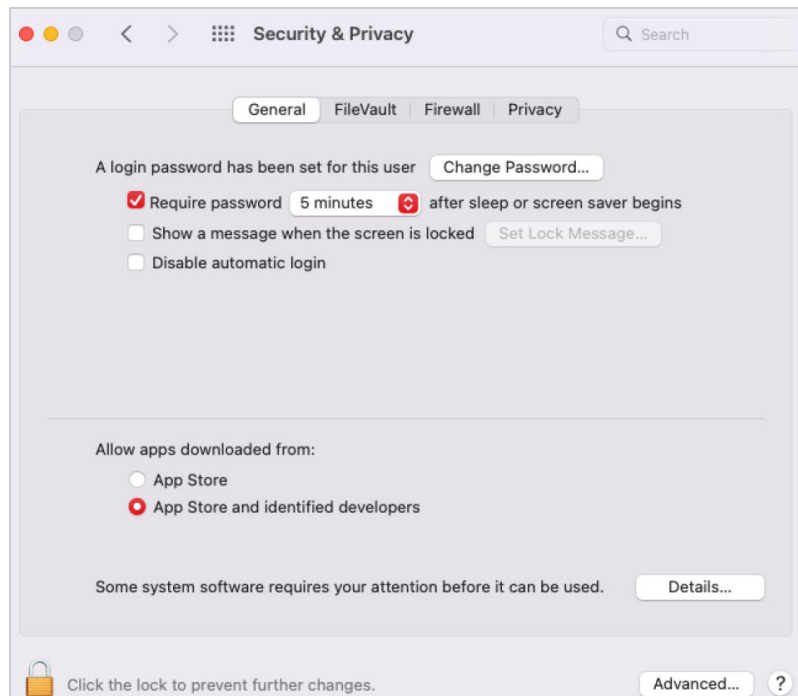 Security & Privacy
Search
General FileVault Firewall Privacy
A login password has been set for this user Change Password...
Require password 5 minutes after sleep or screen saver begins
Show a message when the screen is locked Set Lock Message...
Disable automatic login
Allow apps downloaded from:
App Store
App Store and identified developers
Some system software requires your attention before it can be used. Details...
Click the lock to prevent further changes. Advanced... ?